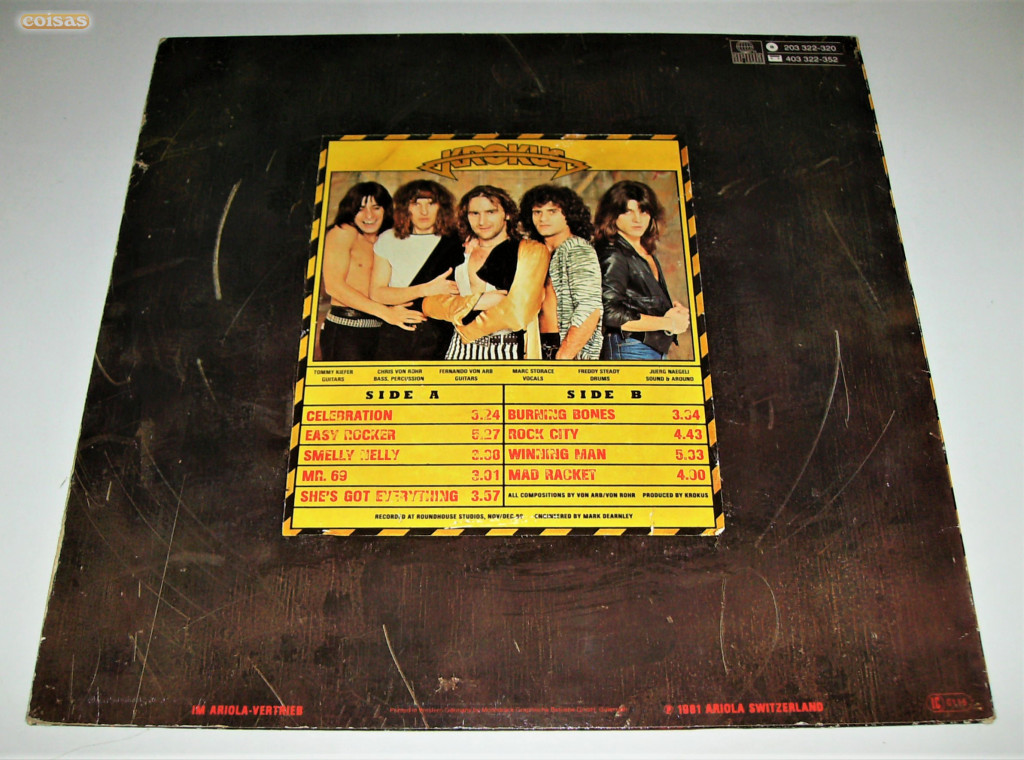 coisas
203 322-320
403 322-352
KROKUS
TOMMY KIEFER GUITARS
CHRIS VON ROHR BASS, PERCUSSION
FERNANDO VON ARB GUITARS
MARC STORACE VOCALS
FREDDY STEADY DRUMS
JUERG NAEGELI SOUND & AROUND
SIDE A SIDE B
CELEBRATION 3.24 BURNING BONES 3.34
EASY ROCKER 5.27 ROCK CITY 4.43
SMELLY NELLY WINNING MAN 5.33
MR. 69 3.01 MAD RACKET 4.00
SHE'S GOT EVERYTHING 3.57 ALL COMPOSITIONS BY VON ARB/VON ROHR PRODUCED BY KROKUS
RECORDED AT ROUNDHOUSE STUDIOS, NOV/DEC ENGINEERED BY MARK DEARNLEY
IM ARIOLA-VERTRIEB
℗ 1981 ARIOLA SWITZERLAND